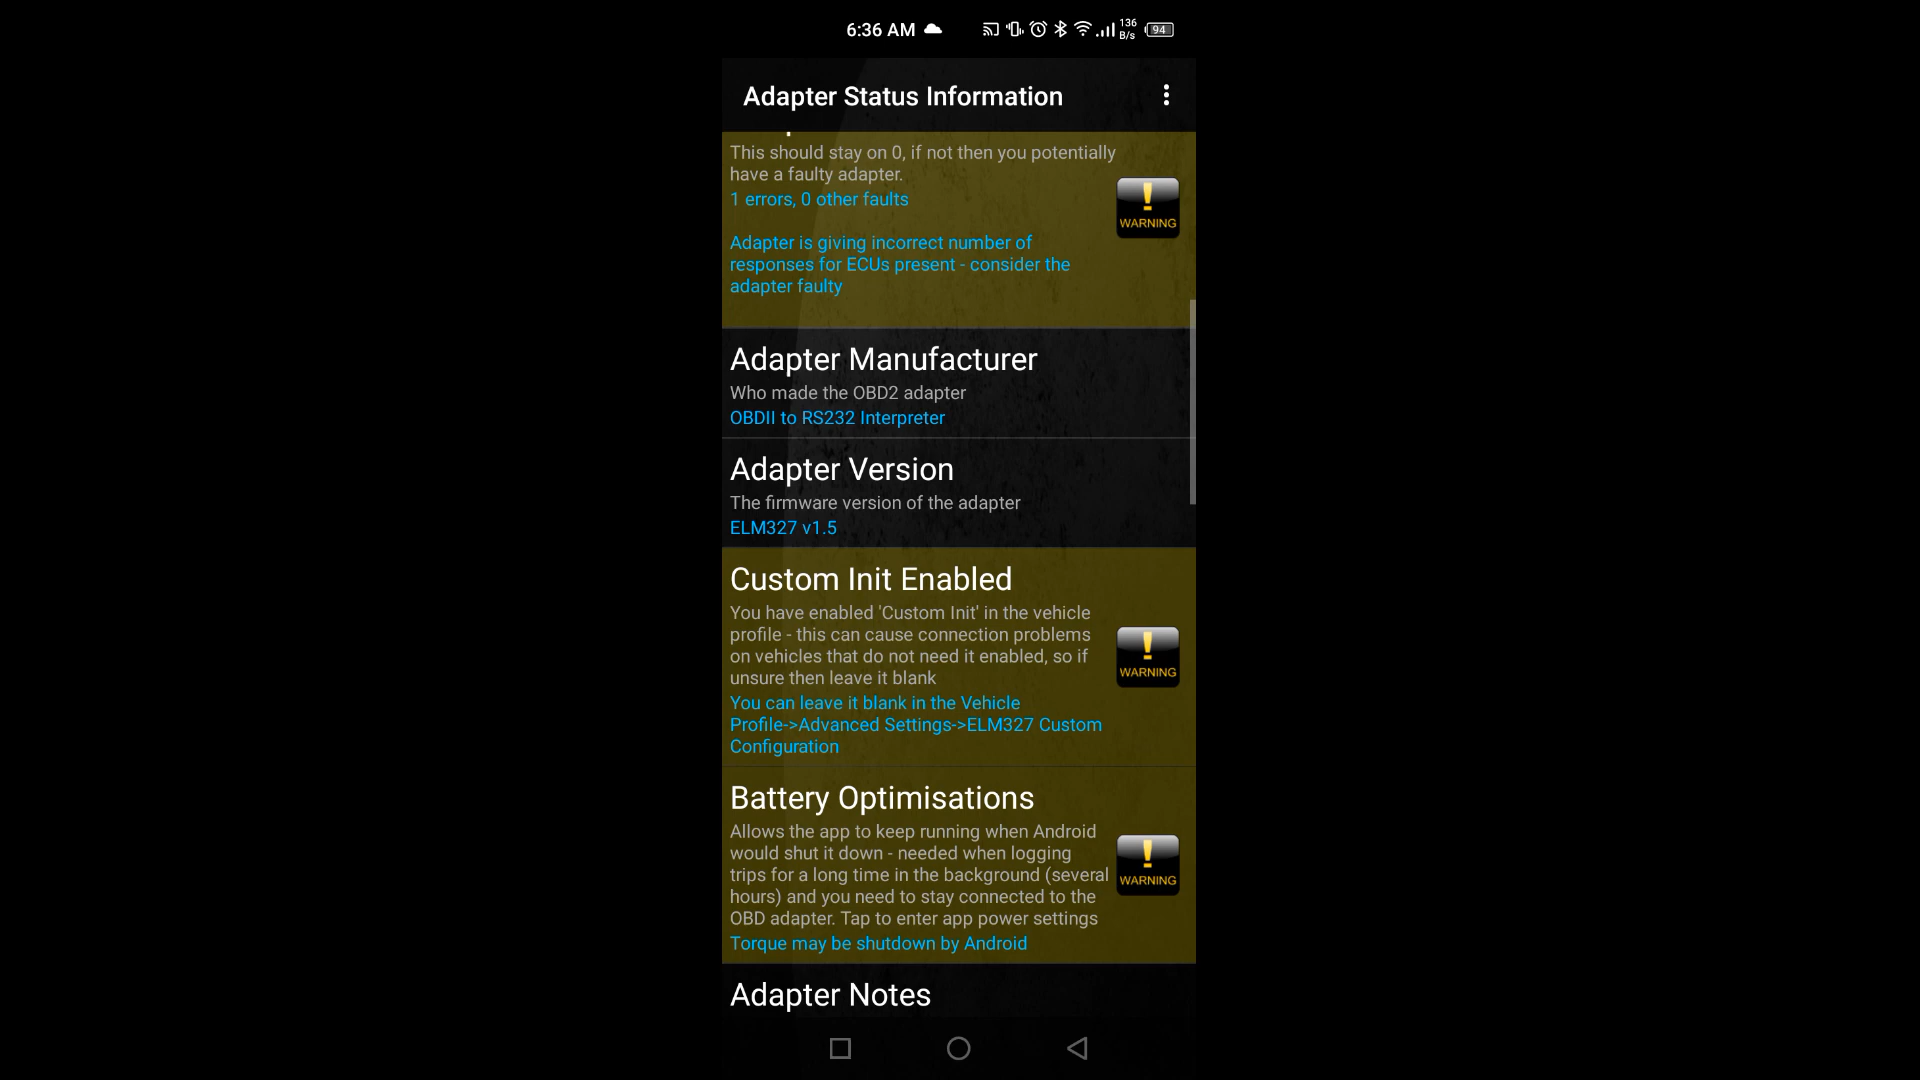 6:36 AM
136
B/s
94
Adapter Status Information
This should stay on 0, if not then you potentially
have a faulty adapter.
1 errors, 0 other faults
WARNING
Adapter is giving incorrect number of
responses for ECUs present - consider the
adapter faulty
Adapter Manufacturer
Who made the OBD2 adapter
OBDII to RS232 Interpreter
Adapter Version
The firmware version of the adapter
ELM327 v1.5
Custom Init Enabled
You have enabled 'Custom Init' in the vehicle
profile - this can cause connection problems
on vehicles that do not need it enabled, so if
unsure then leave it blank
WARNING
You can leave it blank in the Vehicle
Profile->Advanced Settings->ELM327 Custom
Configuration
Battery Optimisations
Allows the app to keep running when Android
would shut it down - needed when logging
trips for a long time in the background (several
hours) and you need to stay connected to the
OBD adapter. Tap to enter app power settings
WARNING
Torque may be shutdown by Android
Adapter Notes